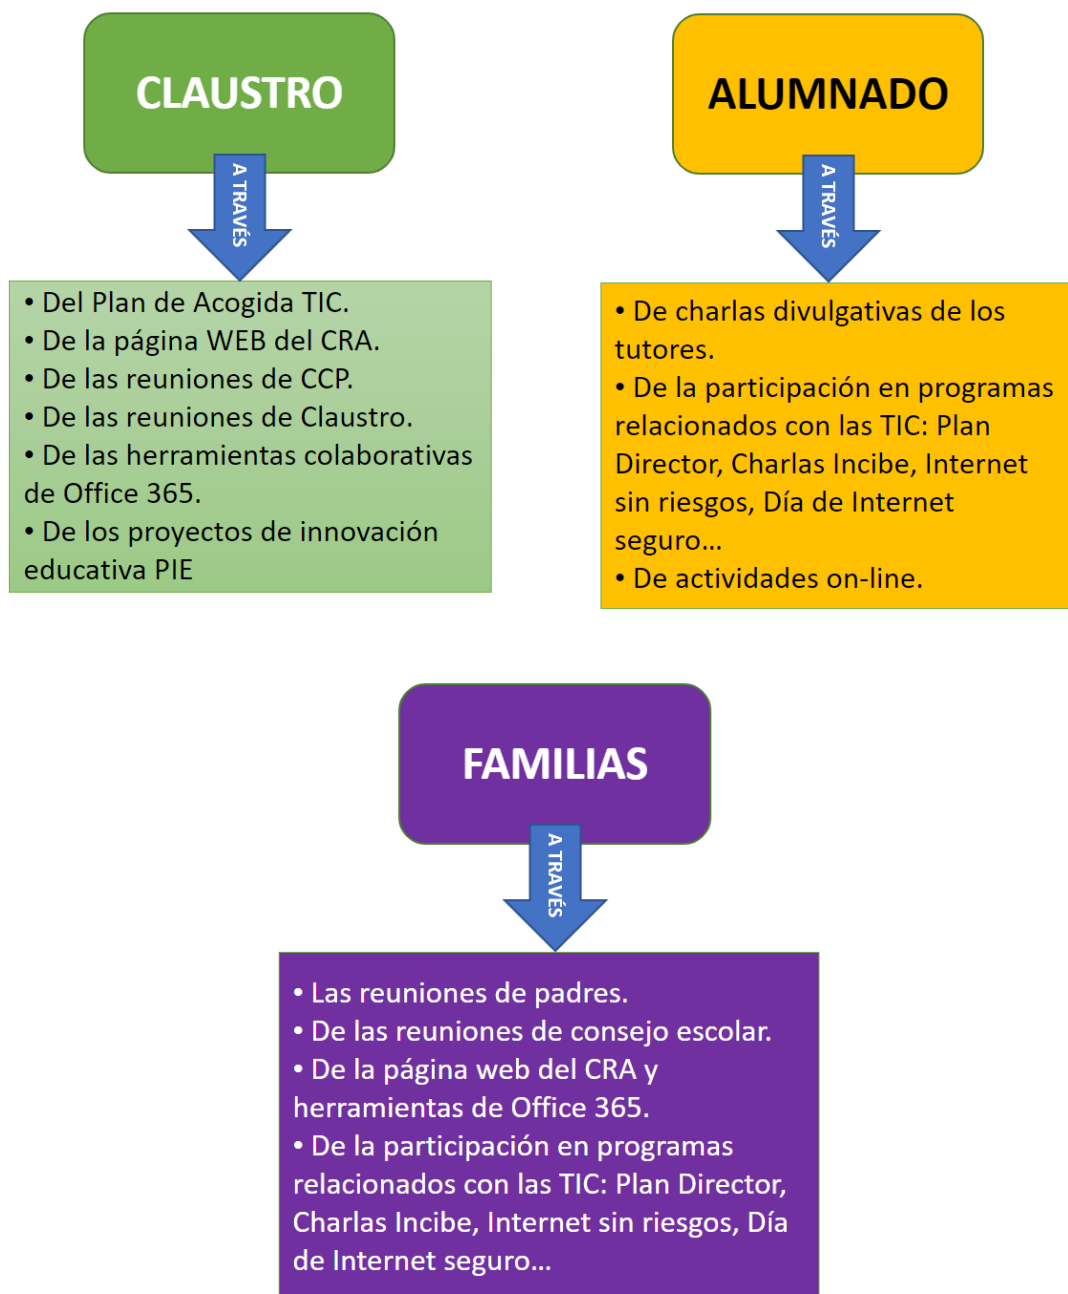 CLAUSTRO
A TRAVÉS
• Del Plan de Acogida TIC.
• De la página WEB del CRA.
• De las reuniones de CCP.
• De las reuniones de Claustro.
• De las herramientas colaborativas
de Office 365.
• De los proyectos de innovación
educativa PIE
ALUMNADO
A TRAVÉS
• De charlas divulgativas de los
tutores.
• De la participación en programas
relacionados con las TIC: Plan
Director, Charlas Incibe, Internet
sin riesgos, Día de Internet
seguro…
• De actividades on-line.
FAMILIAS
A TRAVÉS
• Las reuniones de padres.
• De las reuniones de consejo escolar.
• De la página web del CRA y
herramientas de Office 365.
• De la participación en programas
relacionados con las TIC: Plan Director,
Charlas Incibe, Internet sin riesgos, Día
de Internet seguro…